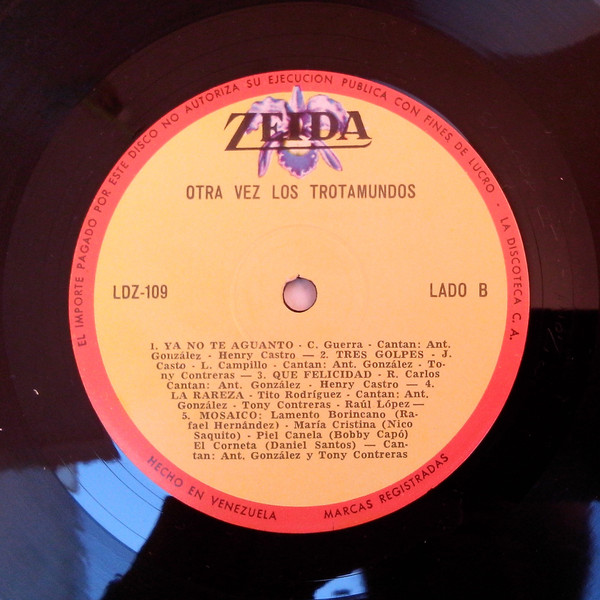 EL IMPORTE PAGADO POR ESTE DISCO NO AUTORIZA SU EJECUCION PUBLICA CON FINES DE LUCRO · LA DISCOTECA C. A.
ZEIDA
OTRA VEZ LOS TROTAMUNDOS
LDZ-109
LADO B
1. YA NO TE AGUANTO - C. Guerra - Cantan: Ant.
González - Henry Castro — 2. TRES GOLPES - J.
Casto - L. Campillo - Cantan: Ant. González - To-
ny Contreras — 3. QUE FELICIDAD - R. Carlos
Cantan: Ant. González - Henry Castro — 4.
LA RAREZA - Tito Rodríguez - Cantan: Ant.
González - Tony Contreras - Raúl López —
5. MOSAICO: Lamento Borincano (Ra-
fael Hernández) - María Cristina (Nico
Saquito) - Piel Canela (Bobby Capó)
El Corneta (Daniel Santos) — Can-
tan: Ant. González y Tony Contreras
HECHO EN VENEZUELA
MARCAS REGISTRADAS